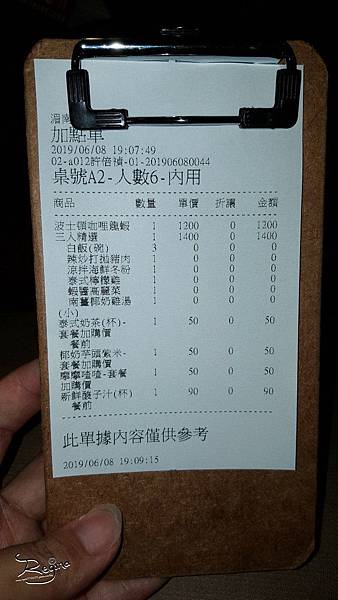 湄南
加點單
2019/06/08 19:07:49
02-a012許倍禎-01-201906080044
桌號A2-人數6-內用
商品 數量 單價 折讓 金額
波士頓咖哩龍蝦 1 1200 0 1200
三人精選 1 1400 0 1400
白飯(碗) 3 0 0 0
辣炒打拋豬肉 1 0 0 0
涼拌海鮮冬粉 1 0 0 0
泰式檸檬雞 1 0 0 0
蝦醬高麗菜 1 0 0 0
南薑椰奶雞湯 1 0 0 0
(小)
泰式奶茶(杯)- 1 50 0 50
套餐加購價
餐前
椰奶芋頭紫米- 1 50 0 50
套餐加購價
摩摩喳喳-套餐 1 50 0 50
加購價
新鮮酸子汁(杯) 1 90 0 90
餐前
此單據內容僅供參考
2019/06/08 19:09:15
Regine